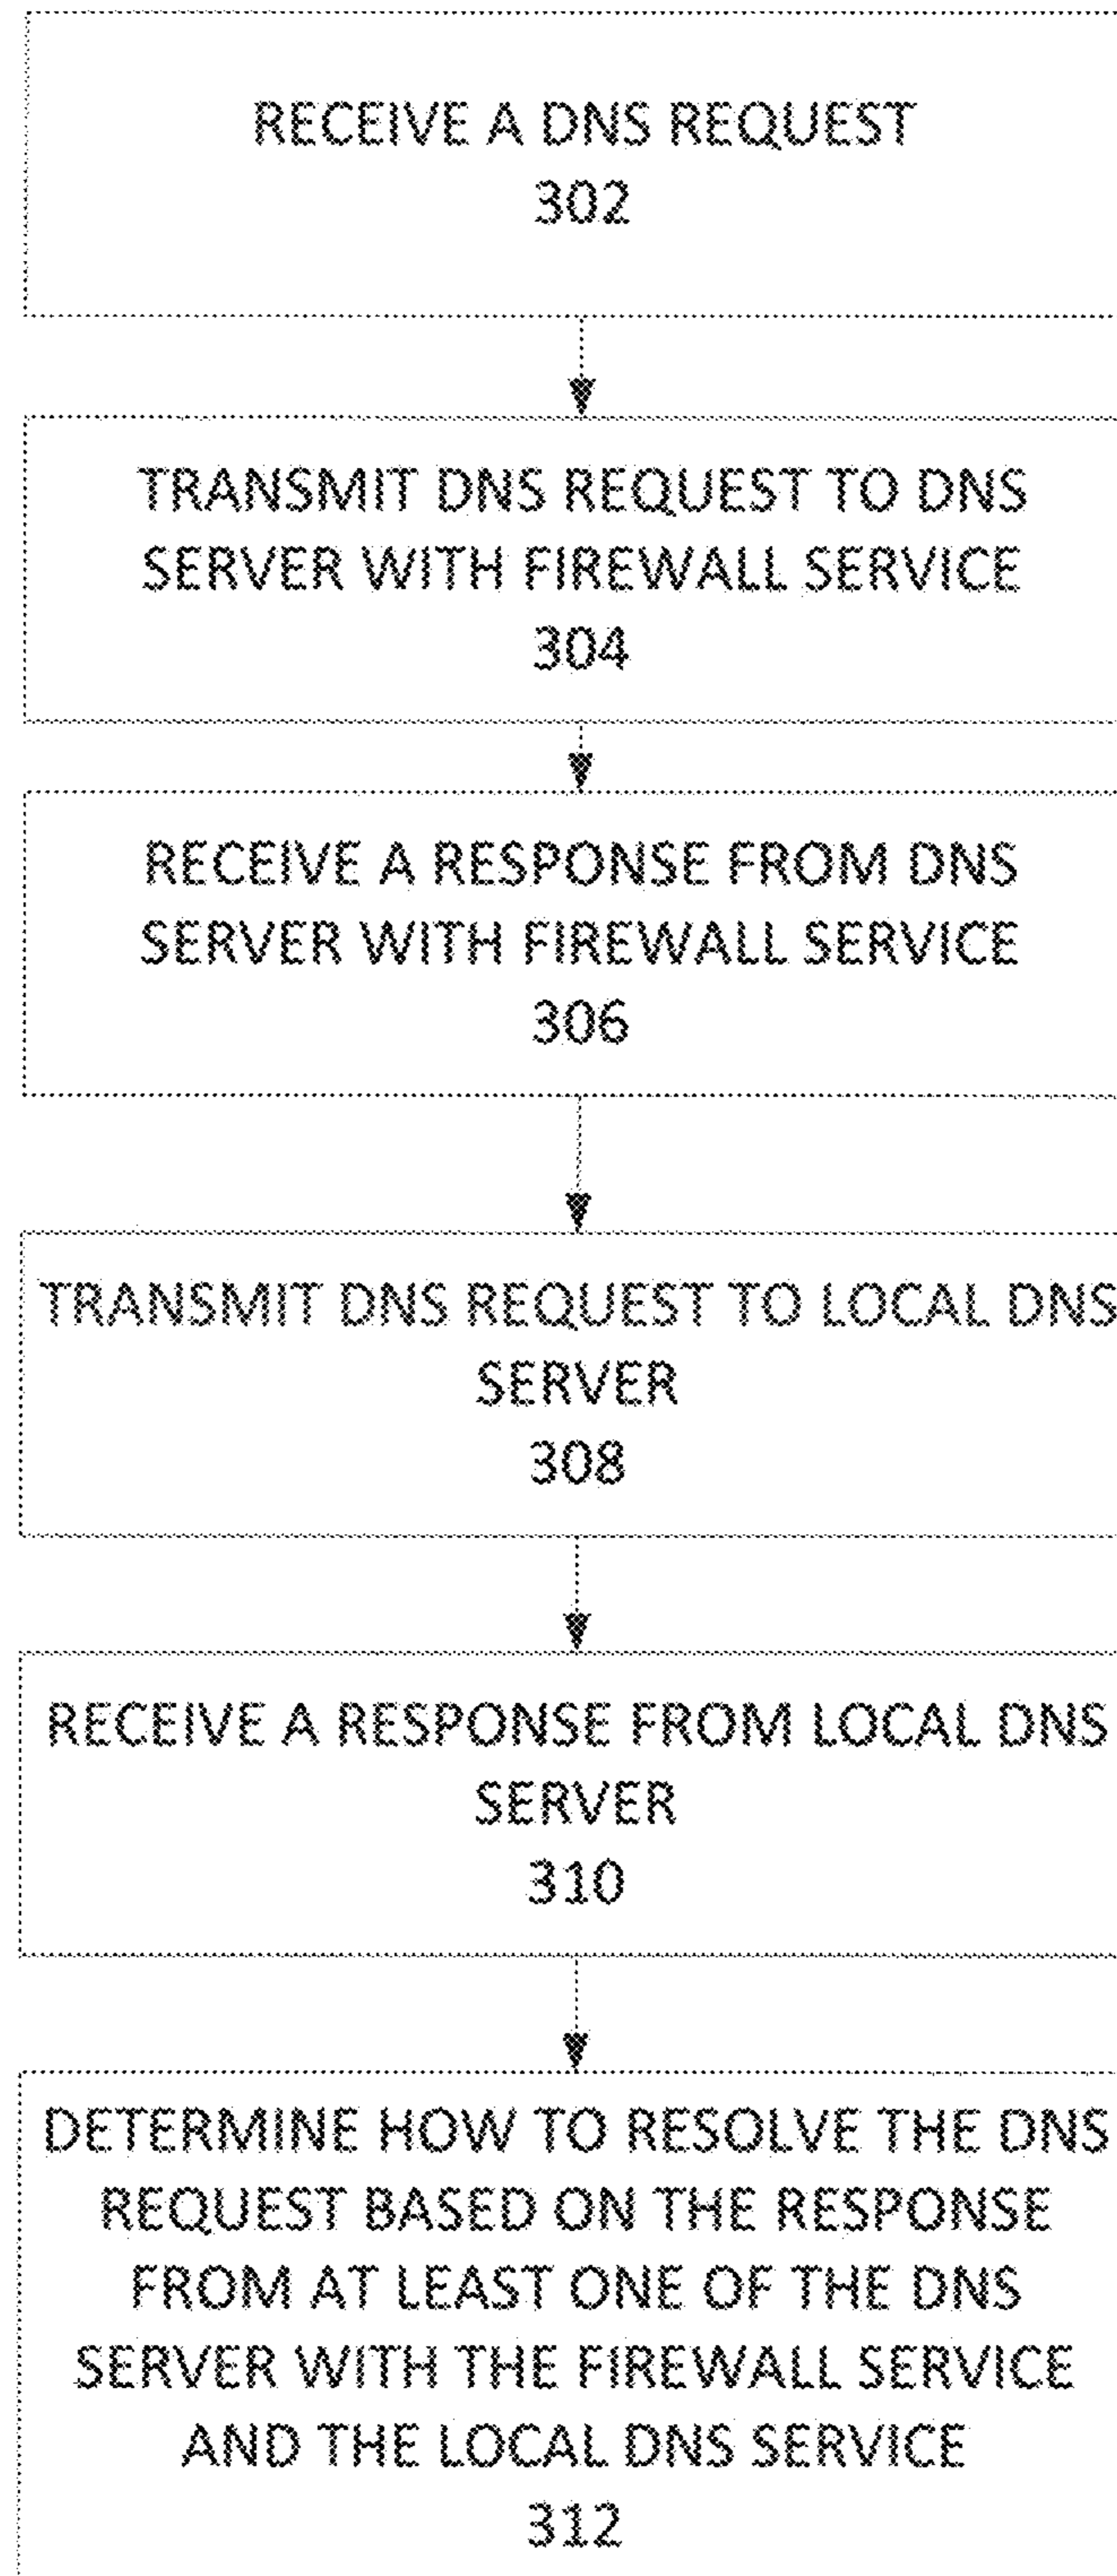 RECEIVE A DNS REQUEST
302
TRANSMIT DNS REQUEST TO DNS
SERVER WITH FIREWALL SERVICE
304
RECEIVE A RESPONSE FROM DNS
SERVER WITH FIREWALL SERVICE
306
TRANSMIT DNS REQUEST TO LOCAL DNS
SERVER
308
RECEIVE A RESPONSE FROM LOCAL DNS
SERVER
310
DETERMINE HOW TO RESOLVE THE DNS
REQUEST BASED ON THE RESPONSE
FROM AT LEAST ONE OF THE DNS
SERVER WITH THE FIREWALL SERVICE
AND THE LOCAL DNS SERVICE
312